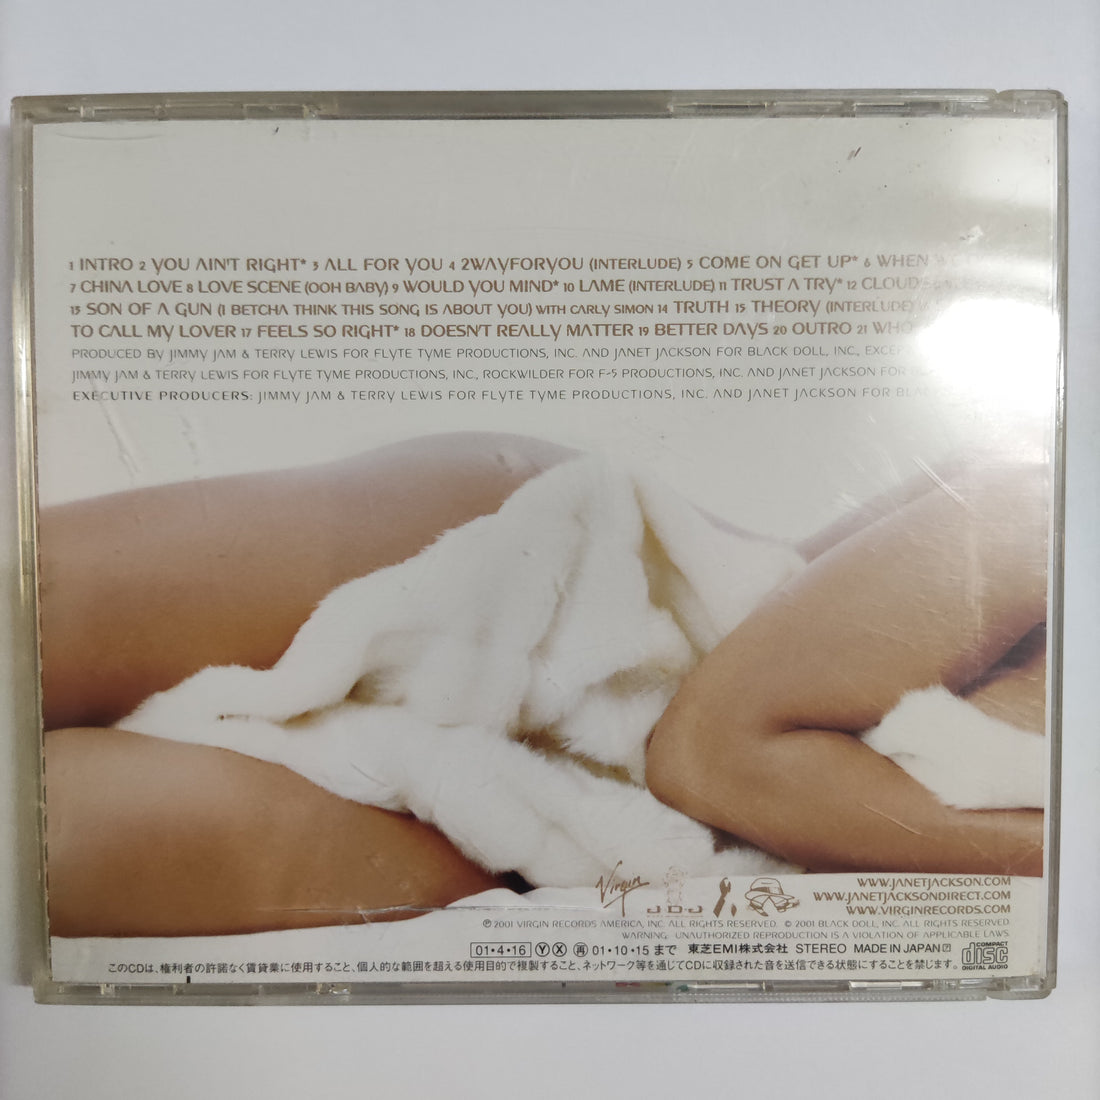 1 INTRO 2 YOU AIN'T RIGHT* 3 ALL FOR YOU 4 2WAYFORYOU (INTERLUDE) 5 COME ON GET UP* 6 WHEN
7 CHINA LOVE 8 LOVE SCENE (OOH BABY) 9 WOULD YOU MIND* 10 LAME (INTERLUDE) 11 TRUST A TRY* 12
13 SON OF A GUN (I BETCHA THINK THIS SONG IS ABOUT YOU) WITH CARLY SIMON 14 TRUTH 15 THEORY (INTERLUDE)
TO CALL MY LOVER 17 FEELS SO RIGHT* 18 DOESN'T REALLY MATTER 19 BETTER DAYS 20 OUTRO 21 WHO
PRODUCED BY JIMMY JAM & TERRY LEWIS FOR FLYTE TYME PRODUCTIONS, INC. AND JANET JACKSON FOR BLACK DOLL, INC.,
JIMMY JAM & TERRY LEWIS FOR FLYTE TYME PRODUCTIONS, INC., ROCKWILDER FOR F-5 PRODUCTIONS, INC. AND JANET JACKSON FOR
EXECUTIVE PRODUCERS: JIMMY JAM & TERRY LEWIS FOR FLYTE TYME PRODUCTIONS, INC. AND JANET JACKSON FOR
Virgin
JDJ
WWW.JANETJACKSON.COM
WWW.JANETJACKSONDIRECT.COM
WWW.VIRGINRECORDS.COM
℗ 2001 VIRGIN RECORDS AMERICA, INC. ALL RIGHTS RESERVED. © 2001 BLACK DOLL, INC. ALL RIGHTS RESERVED.
WARNING: UNAUTHORIZED REPRODUCTION IS A VIOLATION OF APPLICABLE LAWS.
01・4・16 Ⓨ Ⓧ ㊥ 01・10・15 まで 東芝EMI株式会社 STEREO MADE IN JAPAN
COMPACT disc DIGITAL AUDIO
このCDは、権利者の許諾なく賃貸業に使用すること、個人的な範囲を超える使用目的で複製すること、ネットワーク等を通じてCDに収録された音を送信できる状態にすることを禁じます。